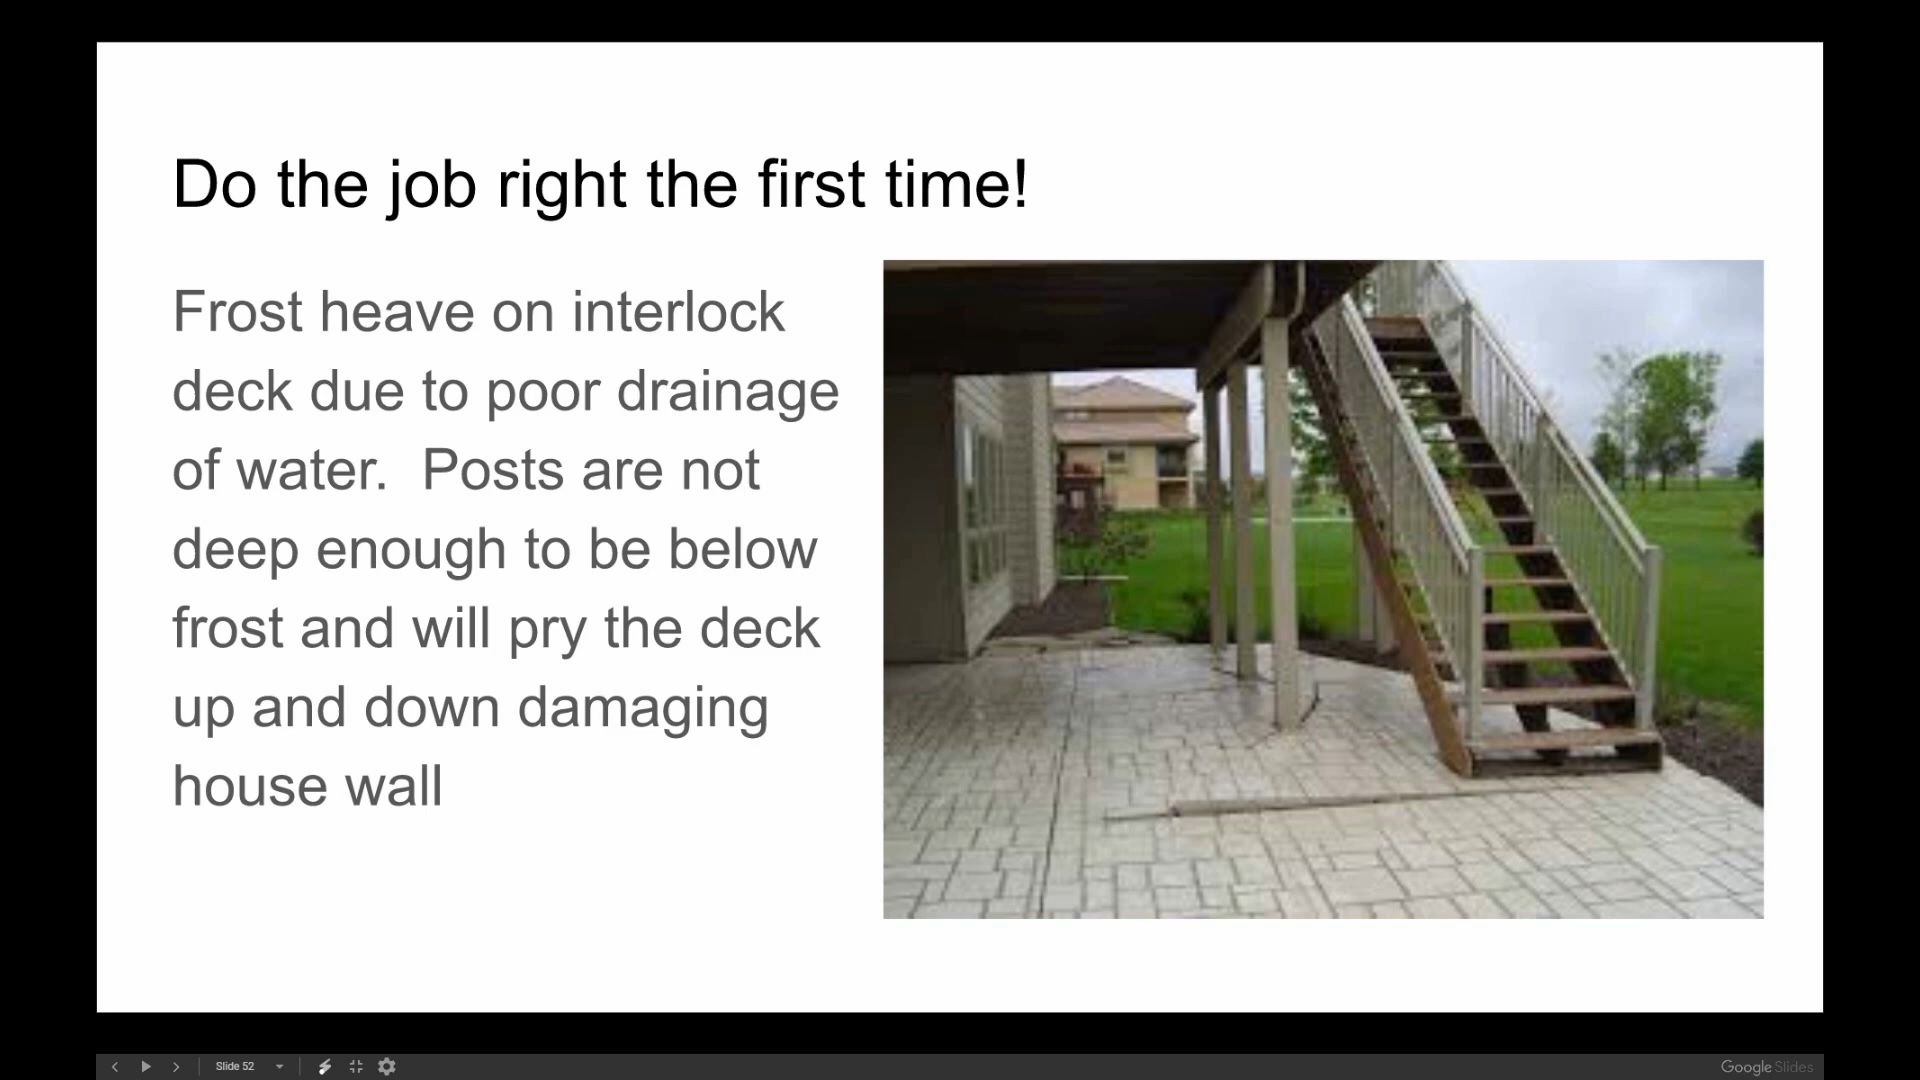 Do the job right the first time!
Frost heave on interlock
deck due to poor drainage
of water.  Posts are not
deep enough to be below
frost and will pry the deck
up and down damaging
house wall
Slide 52
Google Slides